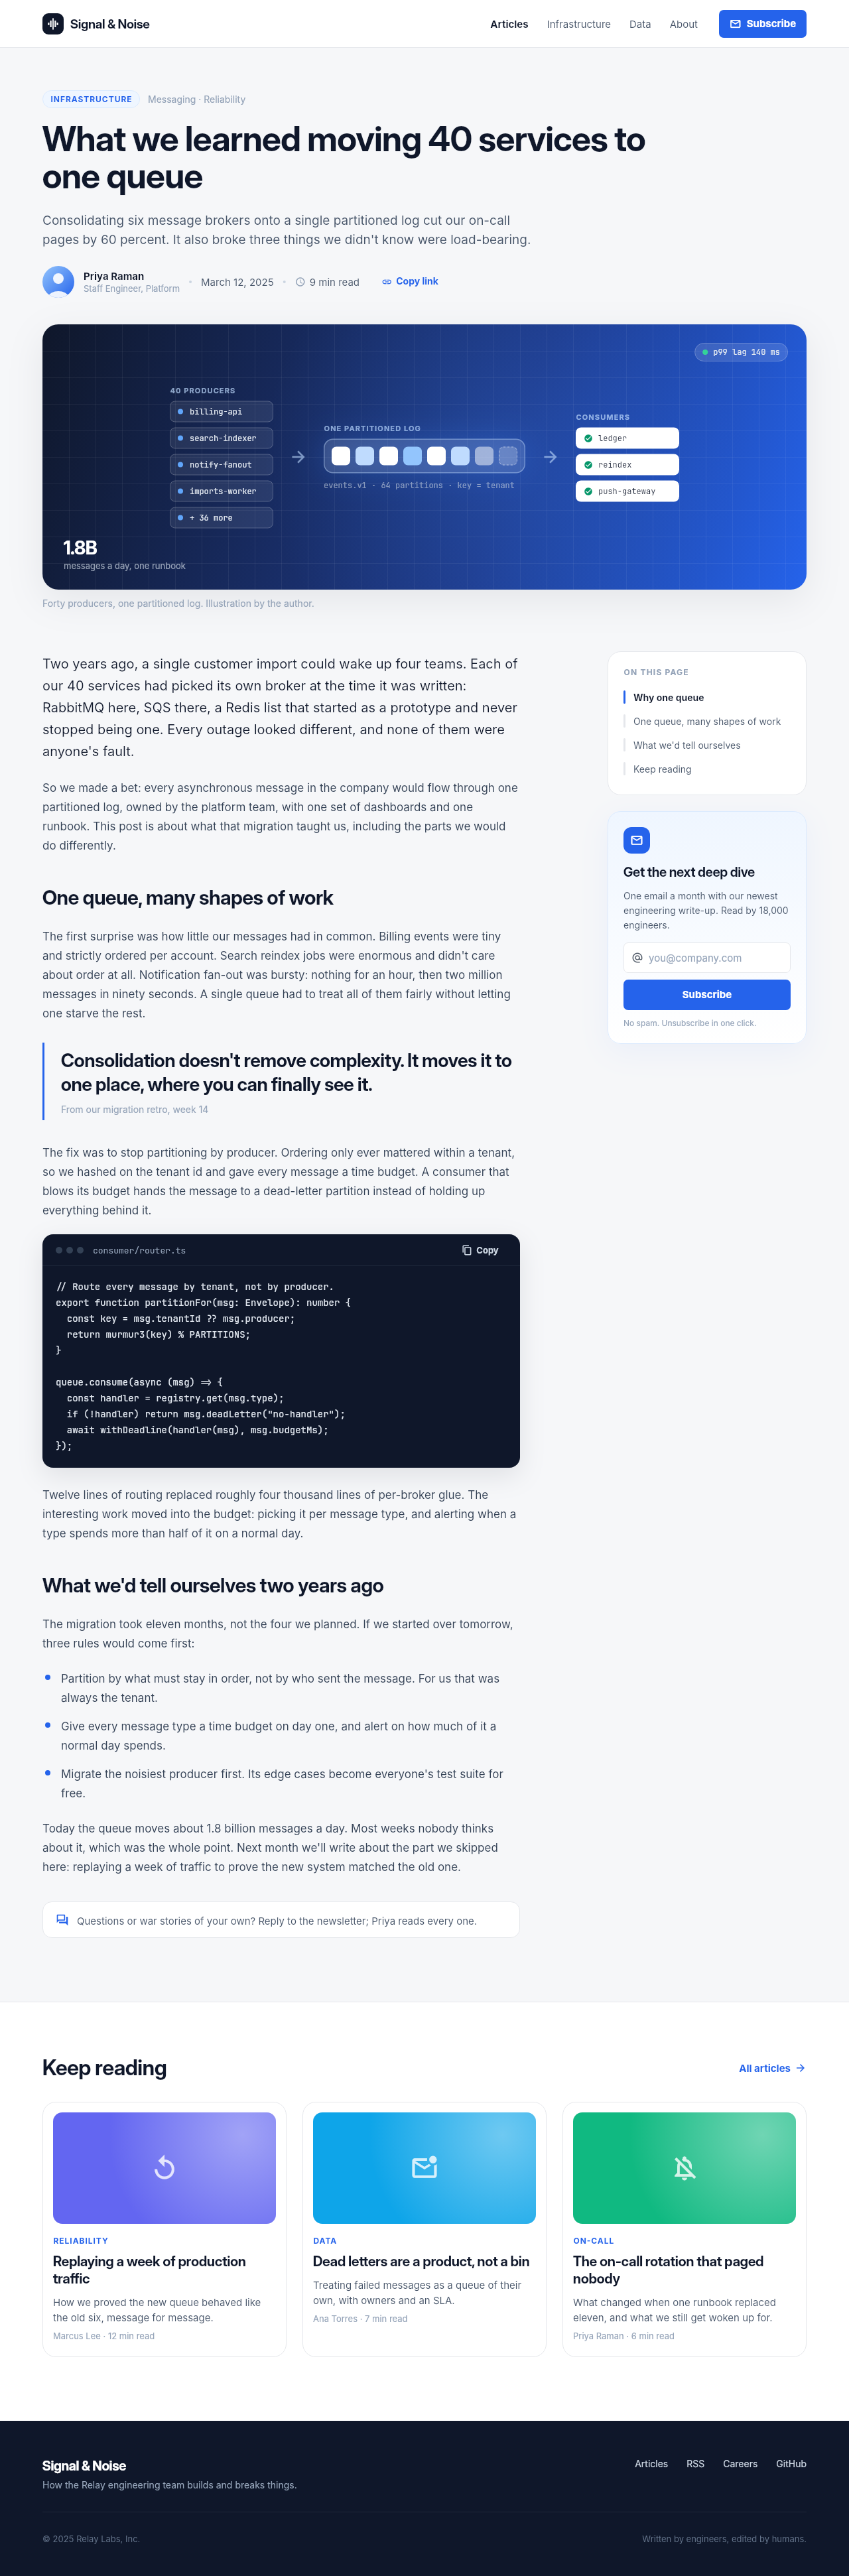 Signal & Noise
Articles
Infrastructure
Data
About
Subscribe
INFRASTRUCTURE
Messaging · Reliability
What we learned moving 40 services to
one queue
Consolidating six message brokers onto a single partitioned log cut our on-call
pages by 60 percent. It also broke three things we didn't know were load-bearing.
Priya Raman
Staff Engineer, Platform
March 12, 2025
9 min read
Copy link
p99 lag 140 ms
40 PRODUCERS
billing-api
search-indexer
notify-fanout
imports-worker
+ 36 more
ONE PARTITIONED LOG
events.v1 · 64 partitions · key = tenant
CONSUMERS
ledger
reindex
push-gateway
1.8B
messages a day, one runbook
Forty producers, one partitioned log. Illustration by the author.
Two years ago, a single customer import could wake up four teams. Each of
our 40 services had picked its own broker at the time it was written:
RabbitMQ here, SQS there, a Redis list that started as a prototype and never
stopped being one. Every outage looked different, and none of them were
anyone's fault.
So we made a bet: every asynchronous message in the company would flow through one
partitioned log, owned by the platform team, with one set of dashboards and one
runbook. This post is about what that migration taught us, including the parts we would
do differently.
One queue, many shapes of work
The first surprise was how little our messages had in common. Billing events were tiny
and strictly ordered per account. Search reindex jobs were enormous and didn't care
about order at all. Notification fan-out was bursty: nothing for an hour, then two million
messages in ninety seconds. A single queue had to treat all of them fairly without letting
one starve the rest.
Consolidation doesn't remove complexity. It moves it to
one place, where you can finally see it.
From our migration retro, week 14
The fix was to stop partitioning by producer. Ordering only ever mattered within a tenant,
so we hashed on the tenant id and gave every message a time budget. A consumer that
blows its budget hands the message to a dead-letter partition instead of holding up
everything behind it.
consumer/router.ts
Copy
// Route every message by tenant, not by producer.
export function partitionFor(msg: Envelope): number {
const key = msg.tenantId ?? msg.producer;
return murmur3(key) % PARTITIONS;
}
queue.consume(async (msg) => {
const handler = registry.get(msg.type);
if (!handler) return msg.deadLetter("no-handler");
await withDeadline(handler(msg), msg.budgetMs);
});
Twelve lines of routing replaced roughly four thousand lines of per-broker glue. The
interesting work moved into the budget: picking it per message type, and alerting when a
type spends more than half of it on a normal day.
What we'd tell ourselves two years ago
The migration took eleven months, not the four we planned. If we started over tomorrow,
three rules would come first:
Partition by what must stay in order, not by who sent the message. For us that was
always the tenant.
Give every message type a time budget on day one, and alert on how much of it a
normal day spends.
Migrate the noisiest producer first. Its edge cases become everyone's test suite for
free.
Today the queue moves about 1.8 billion messages a day. Most weeks nobody thinks
about it, which was the whole point. Next month we'll write about the part we skipped
here: replaying a week of traffic to prove the new system matched the old one.
Questions or war stories of your own? Reply to the newsletter; Priya reads every one.
ON THIS PAGE
Why one queue
One queue, many shapes of work
What we'd tell ourselves
Keep reading
Get the next deep dive
One email a month with our newest
engineering write-up. Read by 18,000
engineers.
you@company.com
Subscribe
No spam. Unsubscribe in one click.
Keep reading
All articles
RELIABILITY
Replaying a week of production
traffic
How we proved the new queue behaved like
the old six, message for message.
Marcus Lee · 12 min read
DATA
Dead letters are a product, not a bin
Treating failed messages as a queue of their
own, with owners and an SLA.
Ana Torres · 7 min read
ON-CALL
The on-call rotation that paged
nobody
What changed when one runbook replaced
eleven, and what we still get woken up for.
Priya Raman · 6 min read
Signal & Noise
How the Relay engineering team builds and breaks things.
Articles
RSS
Careers
GitHub
© 2025 Relay Labs, Inc.
Written by engineers, edited by humans.